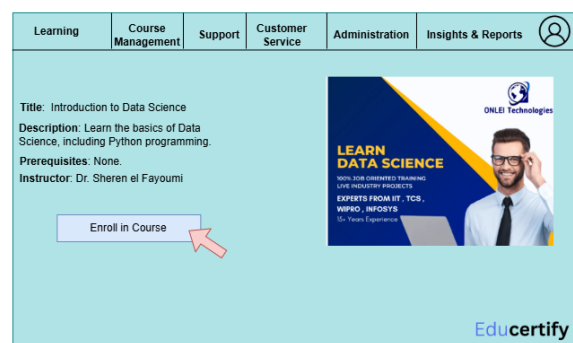 Learning
Course
Management
Support
Customer
Service
Administration
Insights & Reports
Title: Introduction to Data Science
Description: Learn the basics of Data
Science, including Python programming.
Prerequisites: None.
Instructor: Dr. Sheren el Fayoumi
Enroll in Course
ONLEI Technologies
LEARN
DATA SCIENCE
100% JOB ORIENTED TRAINING
LIVE INDUSTRY PROJECTS
EXPERTS FROM IIT , TCS ,
WIPRO , INFOSYS
15+ Years Experience
Educertify